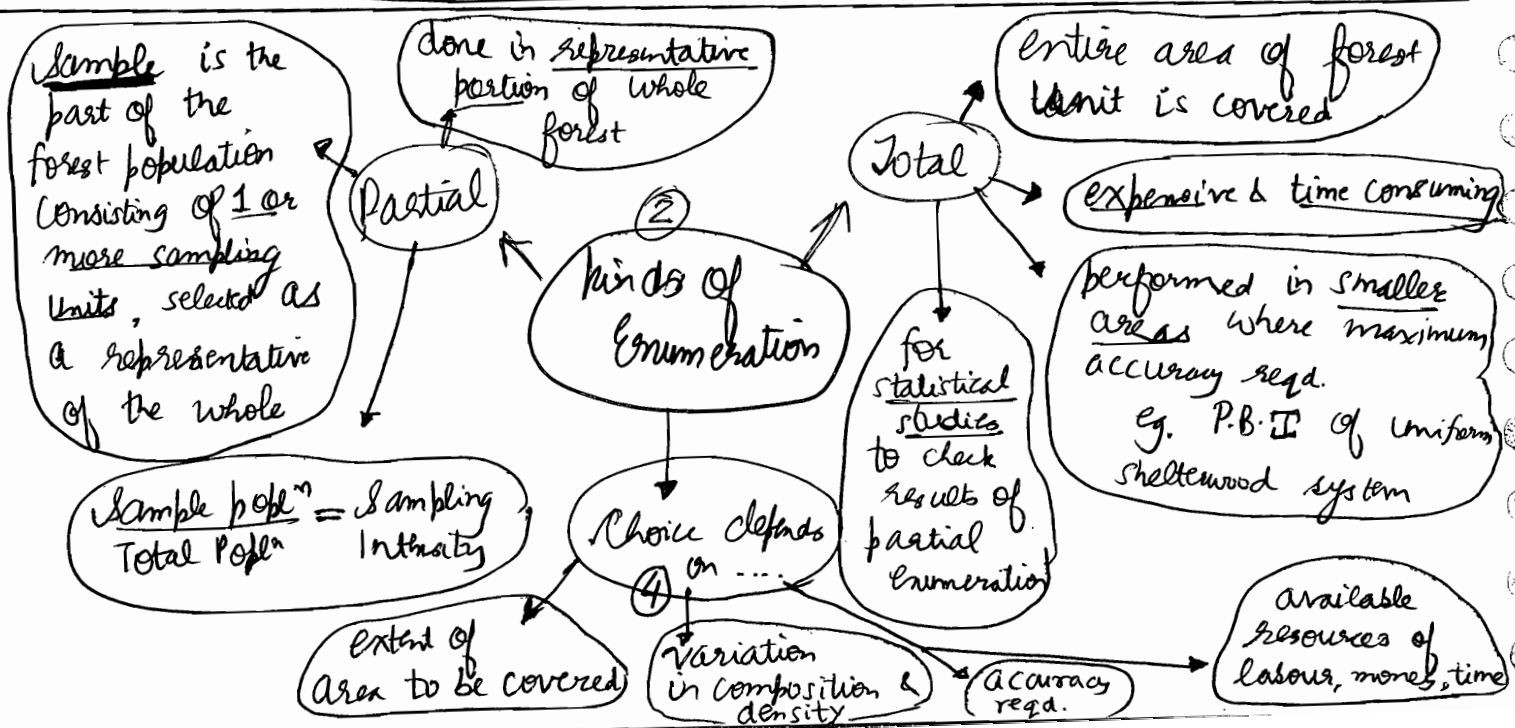 Sample is the
part of the
forest population
consisting of 1 or
more sampling
units, selected as
a representative
of the whole
done in representative
portion of whole
forest
Partial
Sample popl^n = Sampling
Total Popl^n Intensity
②
kinds of
Enumeration
Total
entire area of forest
Unit is covered
expensive & time consuming
performed in smaller
areas where maximum
accuracy reqd.
eg. P.B.I of uniform
shelterwood system
for
statistical
studies
to check
results of
partial
enumeration
Choice depends
on ....
④
extent of
area to be covered
variation
in composition &
density
accuracy
reqd.
available
resources of
labour, money, time